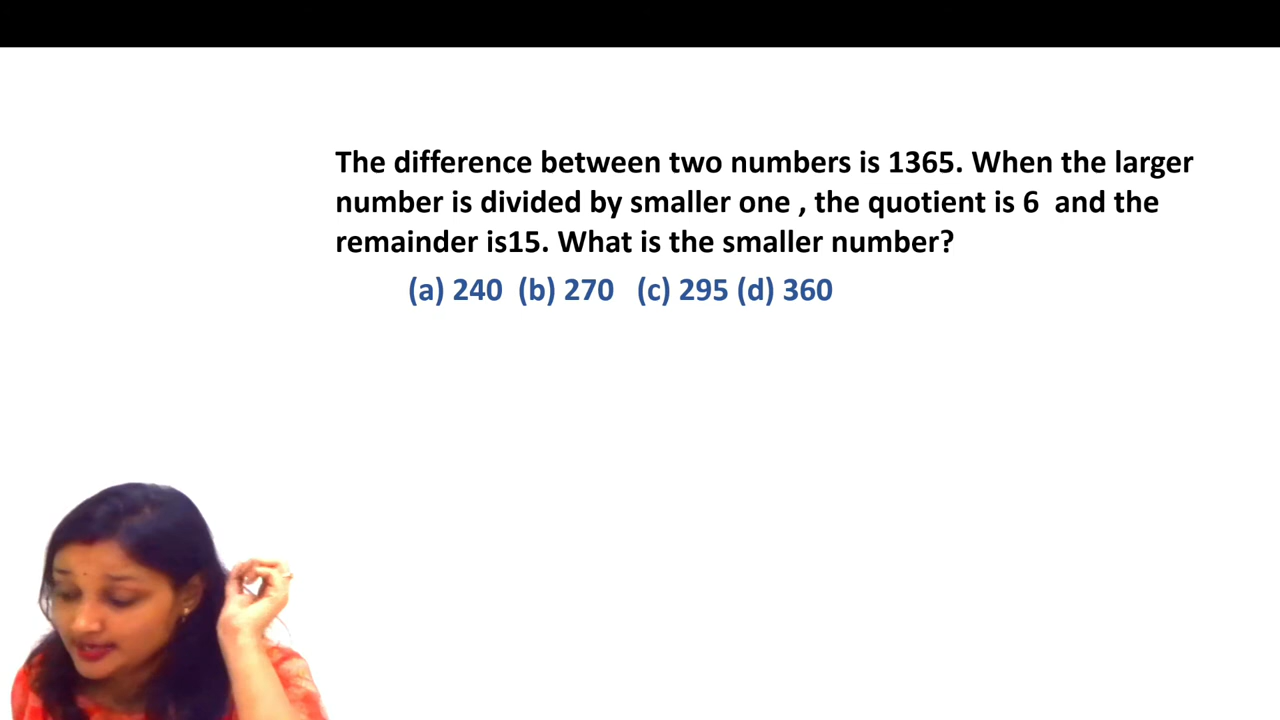 The difference between two numbers is 1365. When the larger
number is divided by smaller one , the quotient is 6  and the
remainder is15. What is the smaller number?
(a) 240  (b) 270   (c) 295 (d) 360